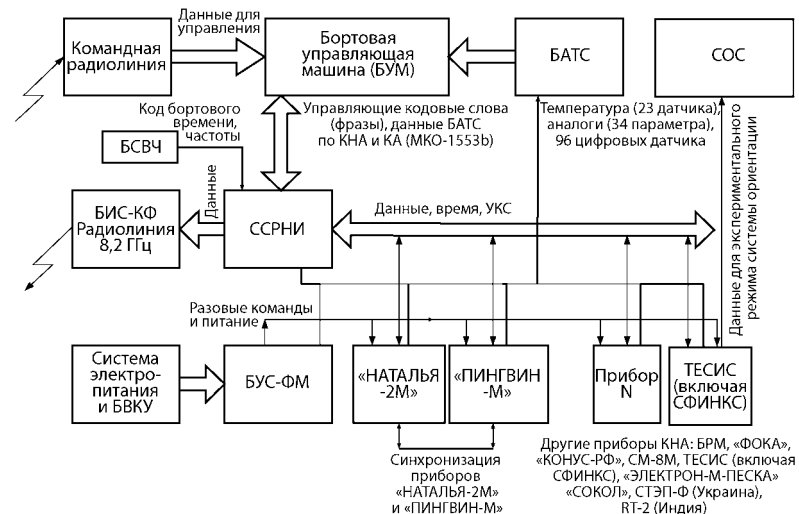 Данные для
управления
Командная
радиолиния
Бортовая
управляющая
машина (БУМ)
БАТС
СОС
Код бортового
времени,
частоты
Управляющие кодовые слова
(фразы), данные БАТС
по КНА и КА (МКО-1553b)
Температура (23 датчика),
аналоги (34 параметра),
96 цифровых датчика
БСВЧ
Данные
БИС-КФ
Радиолиния
8,2 ГГц
ССРНИ
Данные, время, УКС
Данные для экспериментального
режима системы ориентации
Разовые команды
и питание
Система
электро-
питания
и БВКУ
БУС-ФМ
«НАТАЛЬЯ
-2М»
«ПИНГВИН
-М»
Прибор
N
ТЕСИС
(включая
СФИНКС)
Синхронизация
приборов
«НАТАЛЬЯ-2М»
и «ПИНГВИН-М»
Другие приборы КНА: БРМ, «ФОКА»,
«КОНУС-РФ», СМ-8М, ТЕСИС (включая
СФИНКС), «ЭЛЕКТРОН-М-ПЕСКА»
«СОКОЛ», СТЭП-Ф (Украина),
RT-2 (Индия)